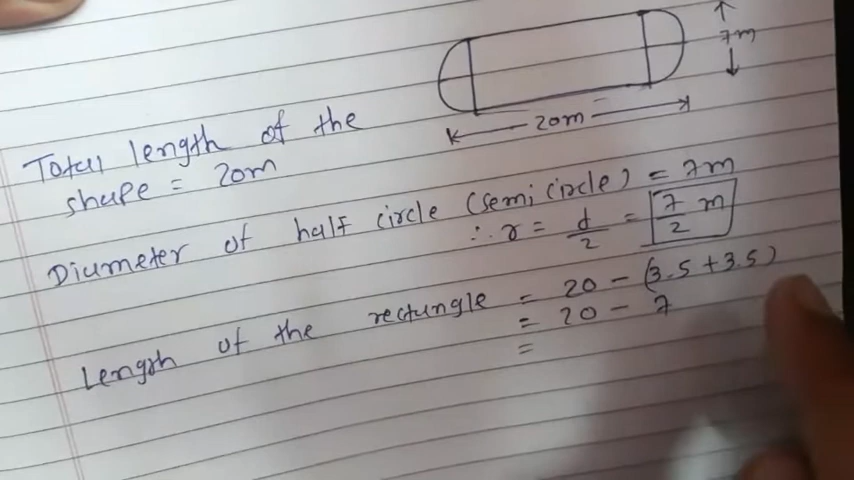 7m
20m
Total length of the
shape = 20m
Diameter of half circle (semi circle) = 7m
∴ r = d/2 = 7/2 m
Length of the rectangle = 20 - (3.5 + 3.5)
= 20 - 7
=